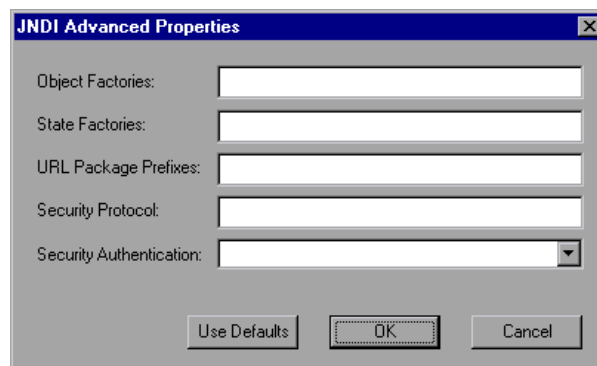 JNDI Advanced Properties
Object Factories:
State Factories:
URL Package Prefixes:
Security Protocol:
Security Authentication:
Use Defaults OK Cancel